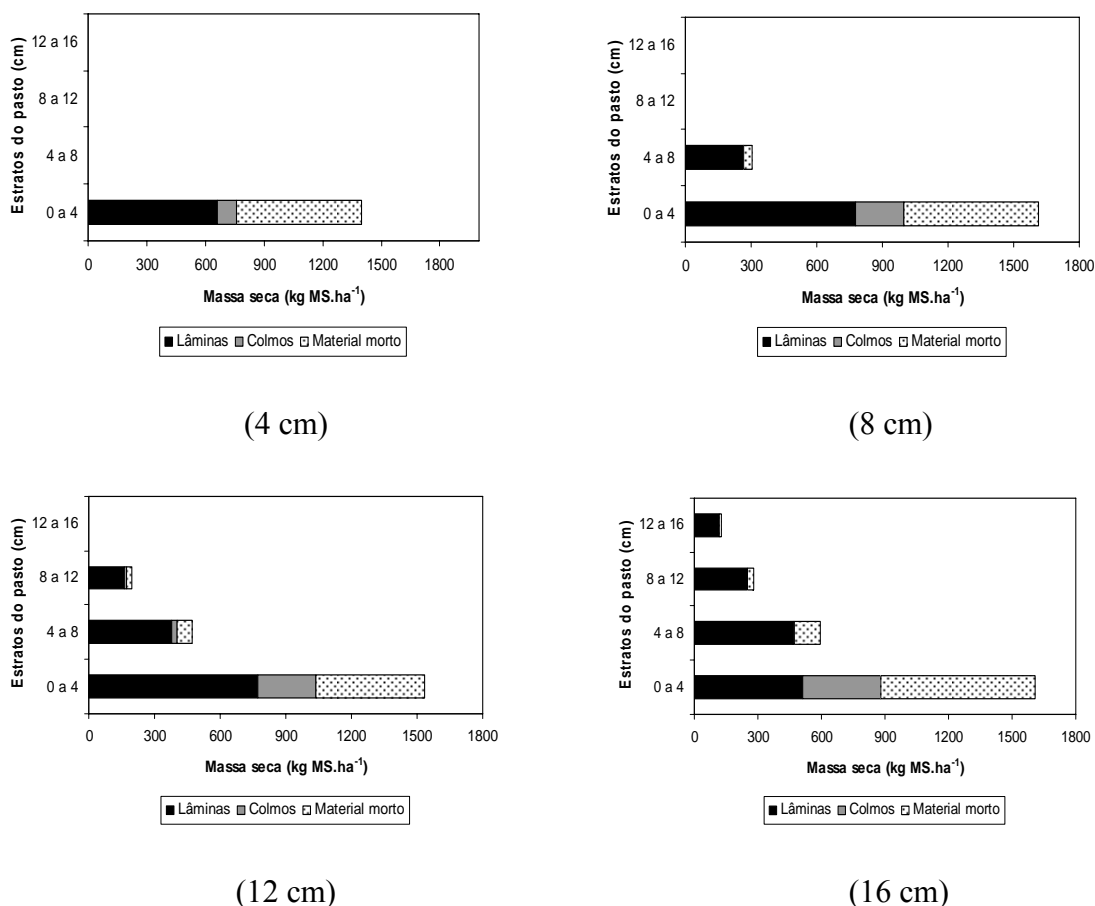 Estratos do pasto (cm)
12 a 16
8 a 12
4 a 8
0 a 4
0 300 600 900 1200 1500 1800
Massa seca (kg MS.ha⁻¹)
Lâminas Colmos Material morto
(4 cm)
Estratos do pasto (cm)
12 a 16
8 a 12
4 a 8
0 a 4
0 300 600 900 1200 1500 1800
Massa seca (kg MS.ha⁻¹)
Lâminas Colmos Material morto
(8 cm)
Estratos do pasto (cm)
12 a 16
8 a 12
4 a 8
0 a 4
0 300 600 900 1200 1500 1800
Massa seca (kg MS.ha⁻¹)
Lâminas Colmos Material morto
(12 cm)
Estratos do pasto (cm)
12 a 16
8 a 12
4 a 8
0 a 4
0 300 600 900 1200 1500 1800
Massa seca (kg MS.ha⁻¹)
Lâminas Colmos Material morto
(16 cm)